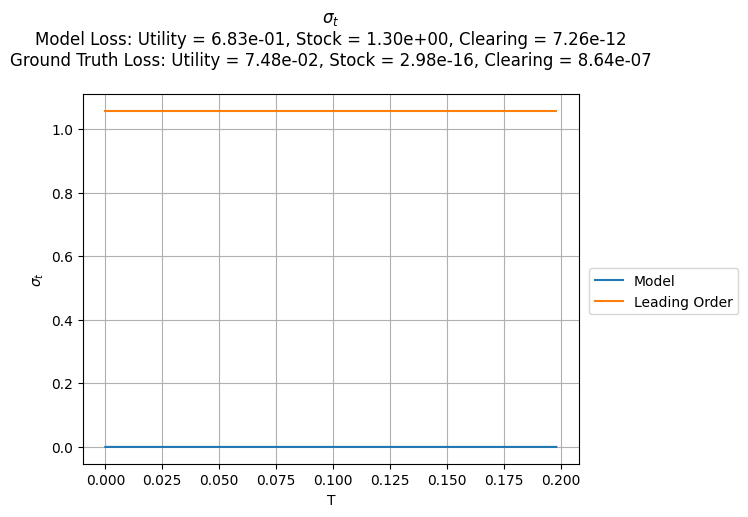 σₜ
Model Loss: Utility = 6.83e-01, Stock = 1.30e+00, Clearing = 7.26e-12
Ground Truth Loss: Utility = 7.48e-02, Stock = 2.98e-16, Clearing = 8.64e-07
1.0
0.8
0.6
0.4
0.2
0.0
σₜ
0.000 0.025 0.050 0.075 0.100 0.125 0.150 0.175 0.200
T
Model
Leading Order